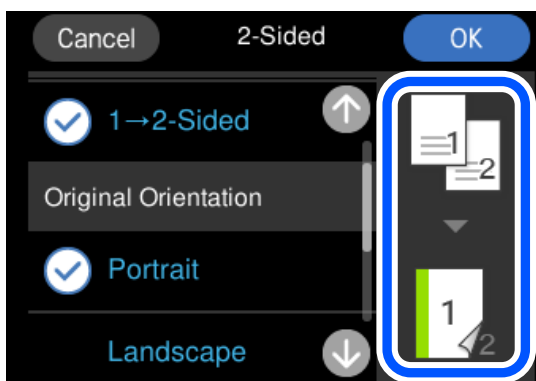 Cancel 2-Sided OK
1→2-Sided
Original Orientation
Portrait
Landscape
1
2
1
2